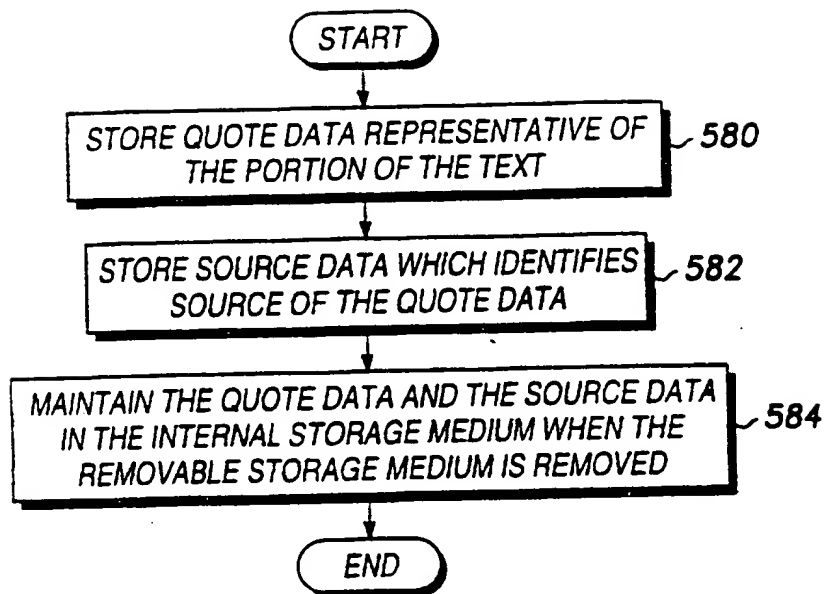 START
STORE QUOTE DATA REPRESENTATIVE OF
THE PORTION OF THE TEXT
580
STORE SOURCE DATA WHICH IDENTIFIES
SOURCE OF THE QUOTE DATA
582
MAINTAIN THE QUOTE DATA AND THE SOURCE DATA
IN THE INTERNAL STORAGE MEDIUM WHEN THE
REMOVABLE STORAGE MEDIUM IS REMOVED
584
END